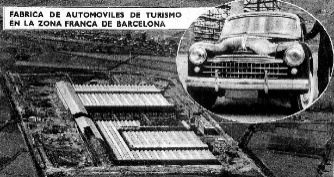 FABRICA DE AUTOMOVILES DE TURISMO
EN LA ZONA FRANCA DE BARCELONA